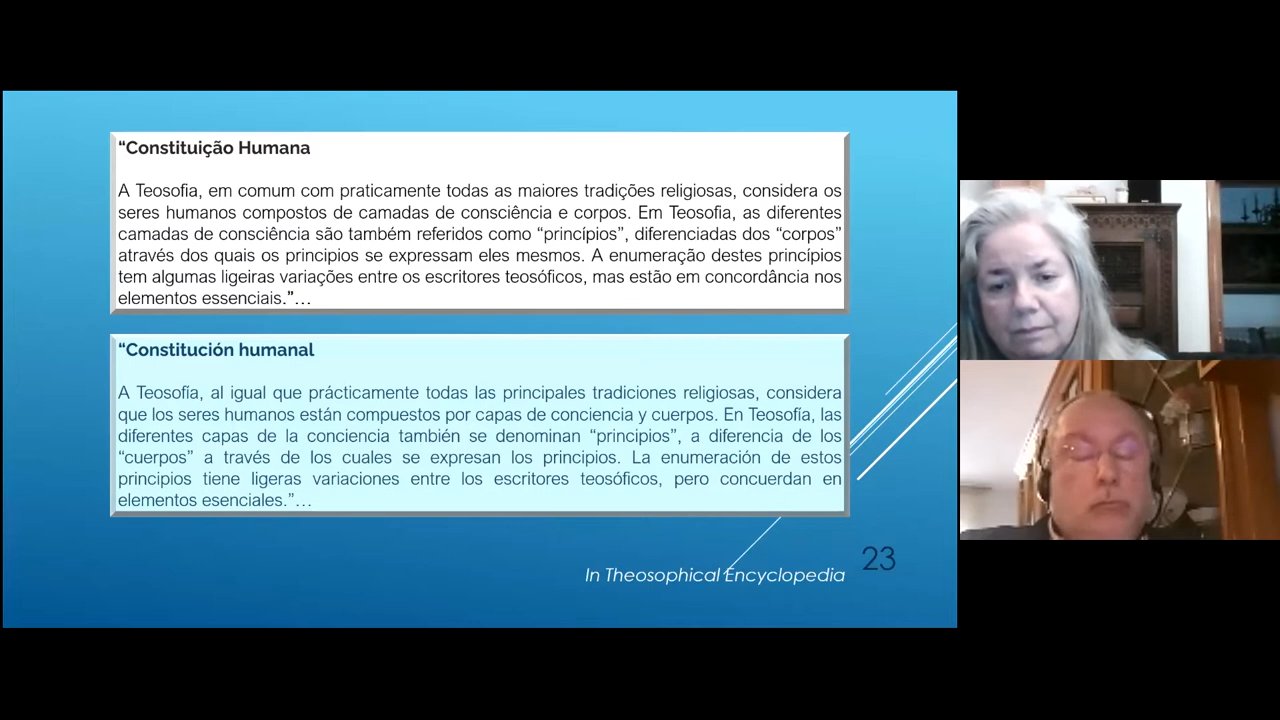 “Constituição Humana
A Teosofia, em comum com praticamente todas as maiores tradições religiosas, considera os
seres humanos compostos de camadas de consciência e corpos. Em Teosofia, as diferentes
camadas de consciência são também referidos como “princípios”, diferenciadas dos “corpos”
através dos quais os principios se expressam eles mesmos. A enumeração destes princípios
tem algumas ligeiras variações entre os escritores teosóficos, mas estão em concordância nos
elementos essenciais.”…
“Constitución humanal
A Teosofía, al igual que prácticamente todas las principales tradiciones religiosas, considera
que los seres humanos están compuestos por capas de conciencia y cuerpos. En Teosofía, las
diferentes capas de la conciencia también se denominan “principios”, a diferencia de los
“cuerpos” a través de los cuales se expresan los principios. La enumeración de estos
principios tiene ligeras variaciones entre los escritores teosóficos, pero concuerdan en
elementos esenciales.”…
In Theosophical Encyclopedia
23